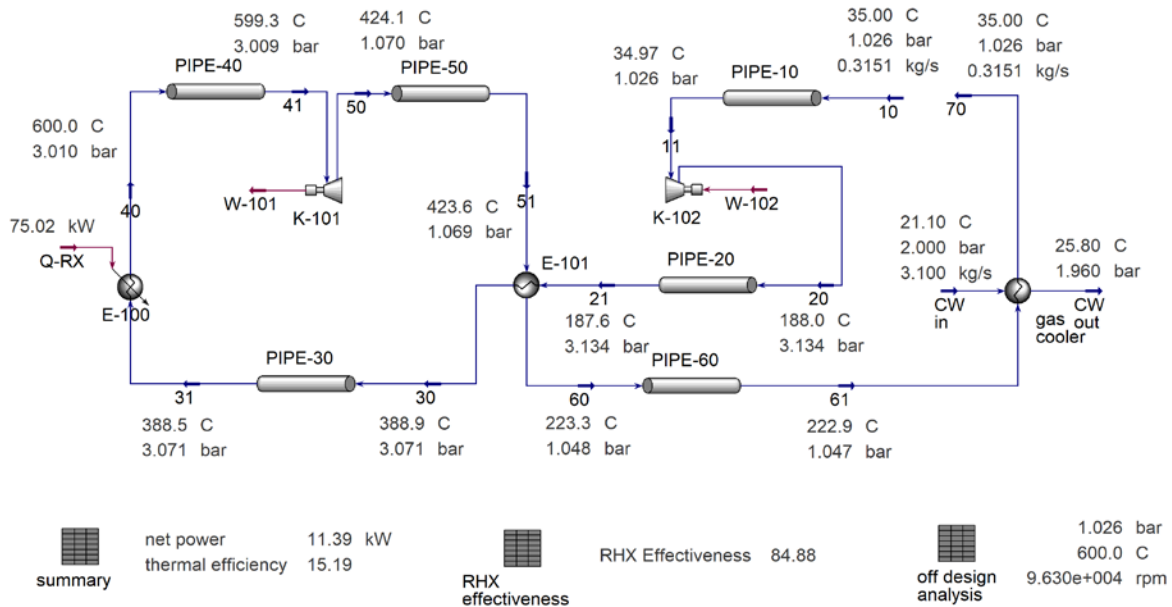 599.3 C
3.009 bar
424.1 C
1.070 bar
34.97 C
1.026 bar
35.00 C
1.026 bar
0.3151 kg/s
35.00 C
1.026 bar
0.3151 kg/s
PIPE-40
PIPE-50
PIPE-10
41
50
10
70
11
600.0 C
3.010 bar
W-101
K-101
51
K-102
W-102
40
75.02 kW
Q-RX
E-100
423.6 C
1.069 bar
E-101
PIPE-20
21
20
21.10 C
2.000 bar
3.100 kg/s
CW
in
25.80 C
1.960 bar
CW
out
gas
cooler
187.6 C
3.134 bar
188.0 C
3.134 bar
PIPE-30
PIPE-60
31
30
60
61
388.5 C
3.071 bar
388.9 C
3.071 bar
223.3 C
1.048 bar
222.9 C
1.047 bar
summary
net power 11.39 kW
thermal efficiency 15.19
RHX
effectiveness
RHX Effectiveness 84.88
off design
analysis
1.026 bar
600.0 C
9.630e+004 rpm